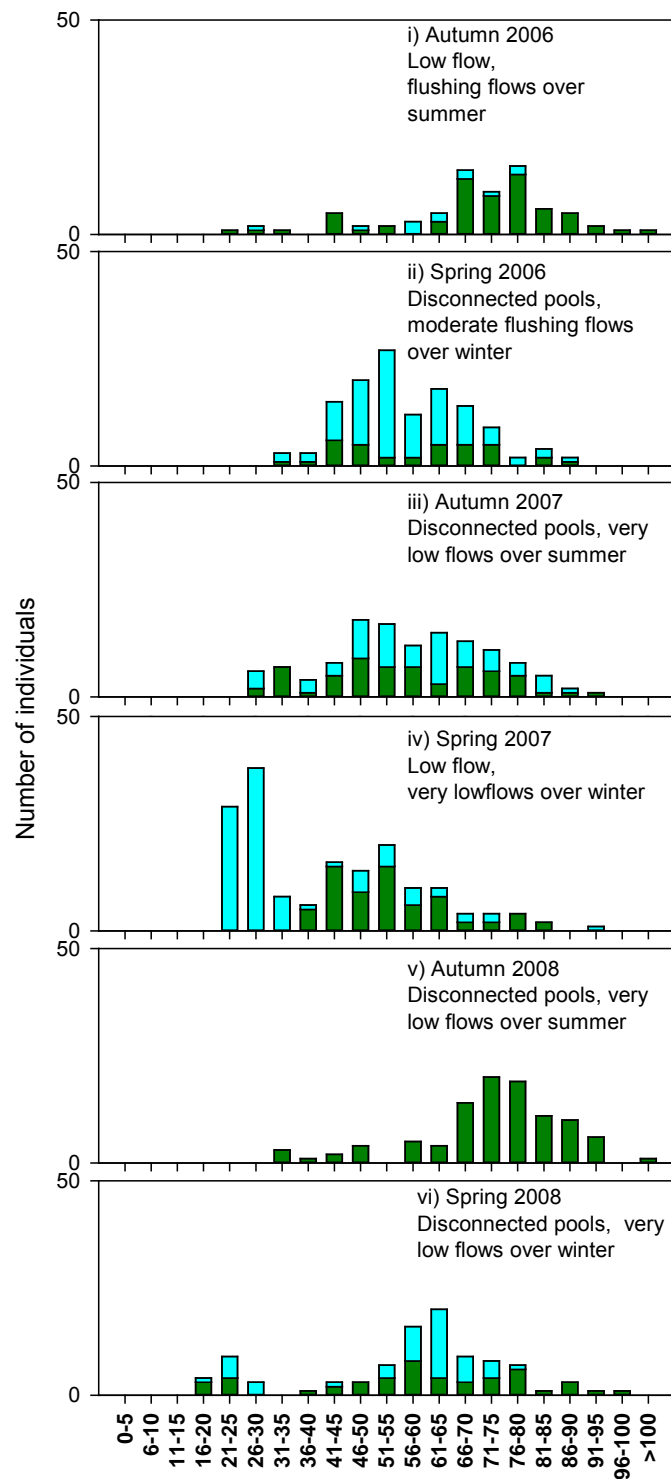 50
i) Autumn 2006
Low flow,
flushing flows over
summer
0
50
ii) Spring 2006
Disconnected pools,
moderate flushing flows
over winter
0
50
iii) Autumn 2007
Disconnected pools, very
low flows over summer
0
Number of individuals
50
iv) Spring 2007
Low flow,
very lowflows over winter
0
50
v) Autumn 2008
Disconnected pools, very
low flows over summer
0
50
vi) Spring 2008
Disconnected pools, very
low flows over winter
0
0-5
6-10
11-15
16-20
21-25
26-30
31-35
36-40
41-45
46-50
51-55
56-60
61-65
66-70
71-75
76-80
81-85
86-90
91-95
96-100
>100